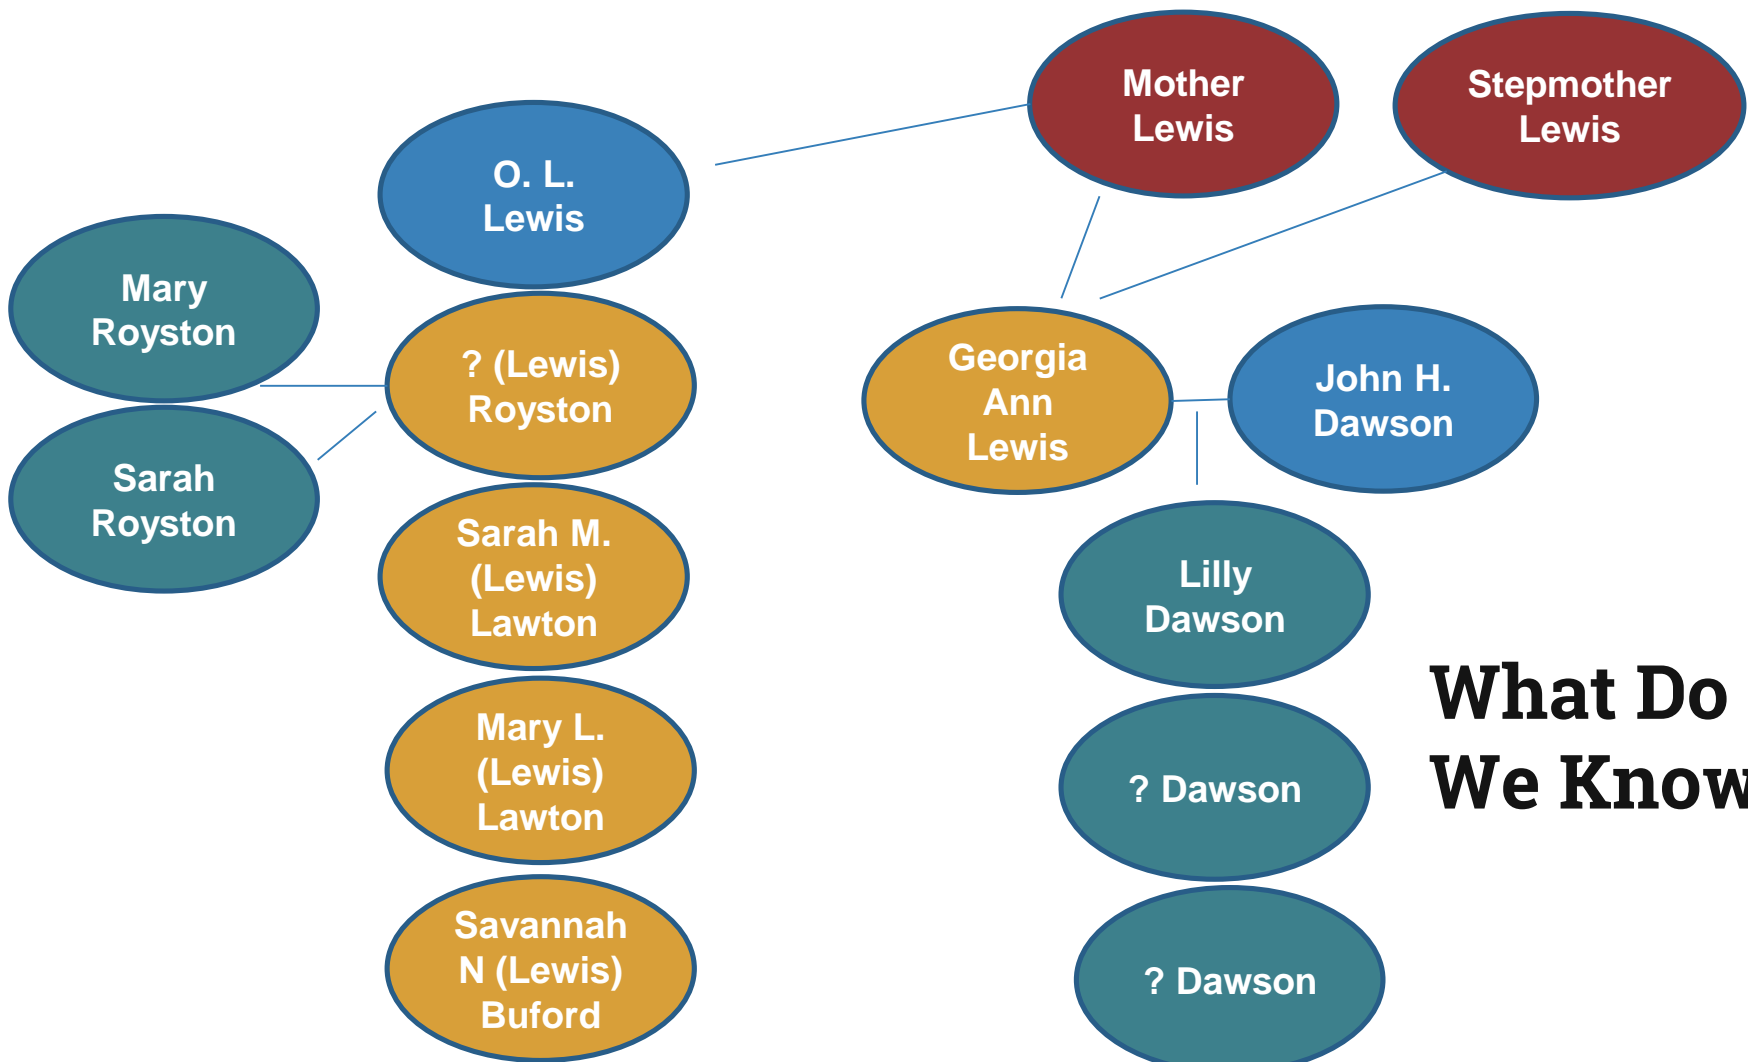 Mother
Lewis
Stepmother
Lewis
O. L.
Lewis
Mary
Royston
? (Lewis)
Royston
Georgia
Ann
Lewis
John H.
Dawson
Sarah
Royston
Sarah M.
(Lewis)
Lawton
Lilly
Dawson
Mary L.
(Lewis)
Lawton
? Dawson
What Do
We Know
Savannah
N (Lewis)
Buford
? Dawson